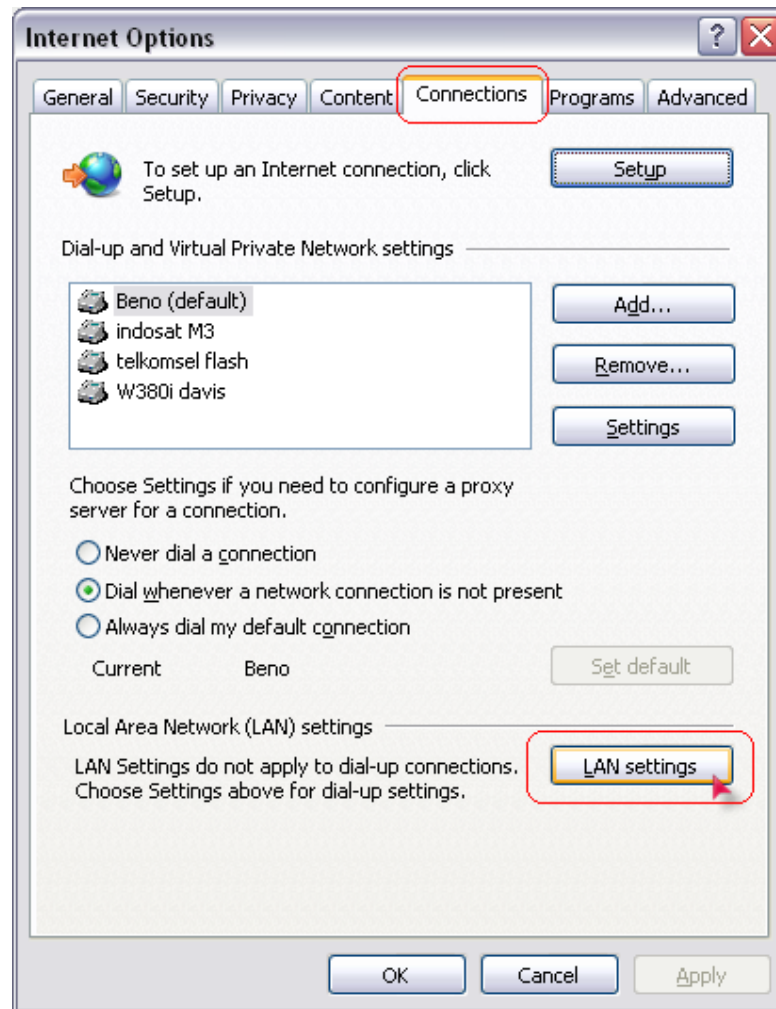 Internet Options
General Security Privacy Content Connections Programs Advanced
To set up an Internet connection, click
Setup.
Setup
Dial-up and Virtual Private Network settings
Beno (default)
indosat M3
telkomsel flash
W380i davis
Add...
Remove...
Settings
Choose Settings if you need to configure a proxy
server for a connection.
Never dial a connection
Dial whenever a network connection is not present
Always dial my default connection
Current Beno
Set default
Local Area Network (LAN) settings
LAN Settings do not apply to dial-up connections.
Choose Settings above for dial-up settings.
LAN settings
OK Cancel Apply